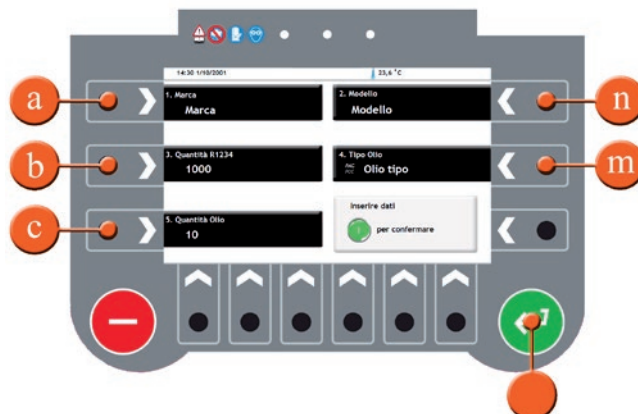 14:30 1/10/2001 23,6 °C
a
n
1. Marca
Marca
2. Modello
Modello
b
m
3. Quantità R1234
1000
4. Tipo Olio
PAG
Olio tipo
c
5. Quantità Olio
10
Inserire dati
per confermare